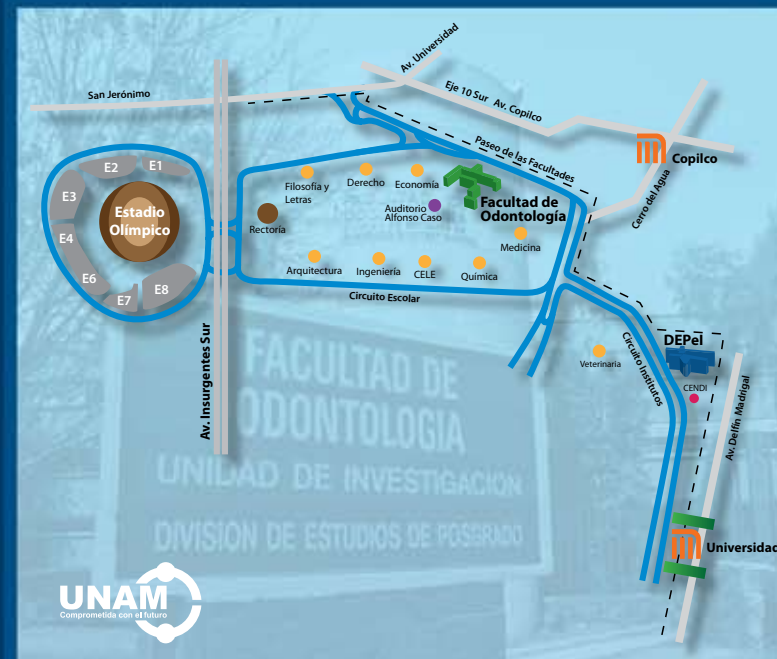 Av. Universidad
San Jerónimo
Eje 10 Sur Av. Copilco
Paseo de las Facultades
Copilco
Cerro del Agua
E2
E1
E3
E4
E6
E7
E8
Estadio
Olímpico
Rectoría
Filosofía y
Letras
Derecho
Economía
Auditorio
Alfonso Caso
Facultad de
Odontología
Medicina
Arquitectura
Ingeniería
CELE
Química
Circuito Escolar
Av. Insurgentes Sur
Veterinaria
Circuito Institutos
DEPeI
CENDI
Av. Delfín Madrigal
Universidad
FACULTAD DE
ODONTOLOGIA
UNIDAD DE INVESTIGACION
DIVISION DE ESTUDIOS DE POSGRADO
UNAM
Comprometida con el futuro